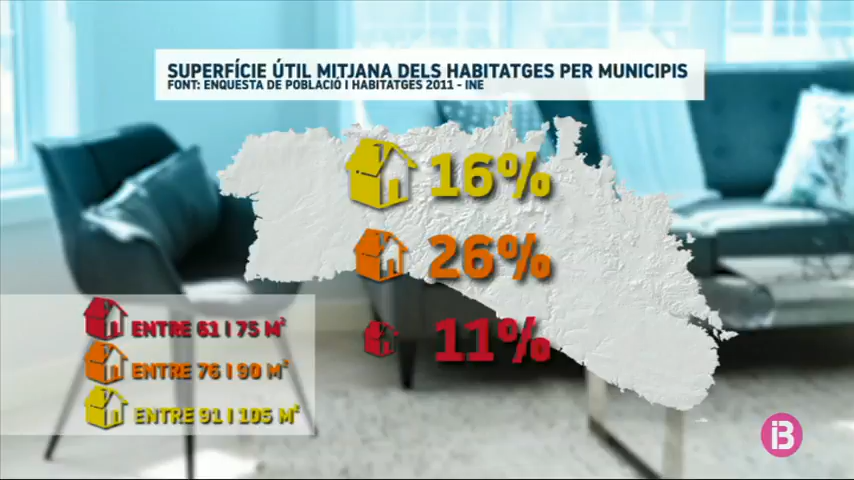 SUPERFÍCIE ÚTIL MITJANA DELS HABITATGES PER MUNICIPIS
FONT: ENQUESTA DE POBLACIÓ I HABITATGES 2011 - INE
16%
26%
11%
ENTRE 61 I 75 M²
ENTRE 76 I 90 M²
ENTRE 91 I 105 M²
iB